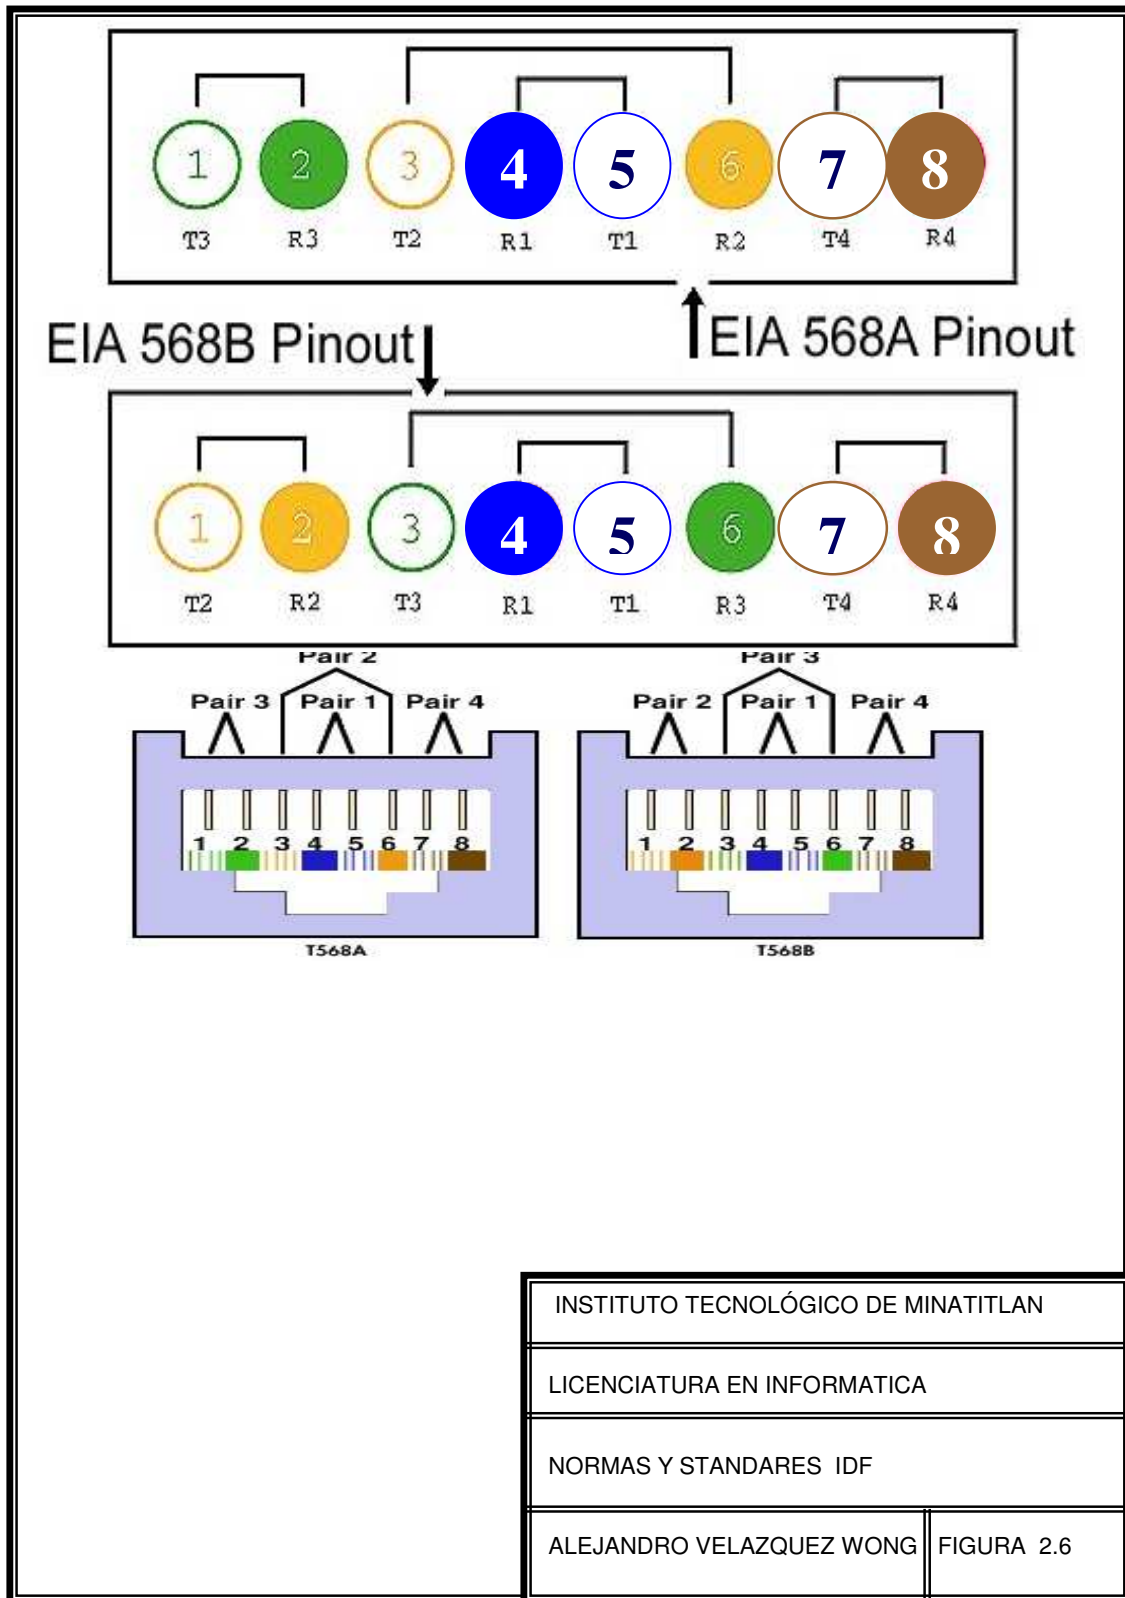 1 2 3 4 5 6 7 8
T3 R3 T2 R1 T1 R2 T4 R4
EIA 568B Pinout
EIA 568A Pinout
1 2 3 4 5 6 7 8
T2 R2 T3 R1 T1 R3 T4 R4
Pair 2
Pair 3 Pair 1 Pair 4
1 2 3 4 5 6 7 8
T568A
Pair 3
Pair 2 Pair 1 Pair 4
1 2 3 4 5 6 7 8
T568B
INSTITUTO TECNOLÓGICO DE MINATITLAN
LICENCIATURA EN INFORMATICA
NORMAS Y STANDARES IDF
ALEJANDRO VELAZQUEZ WONG
FIGURA 2.6